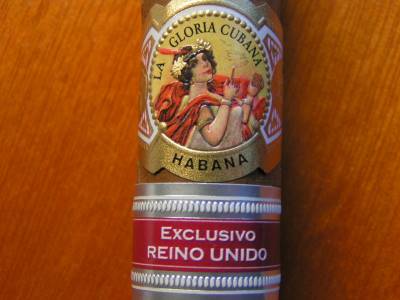 LA GLORIA CUBANA
HABANA
EXCLUSIVO
REINO UNIDO